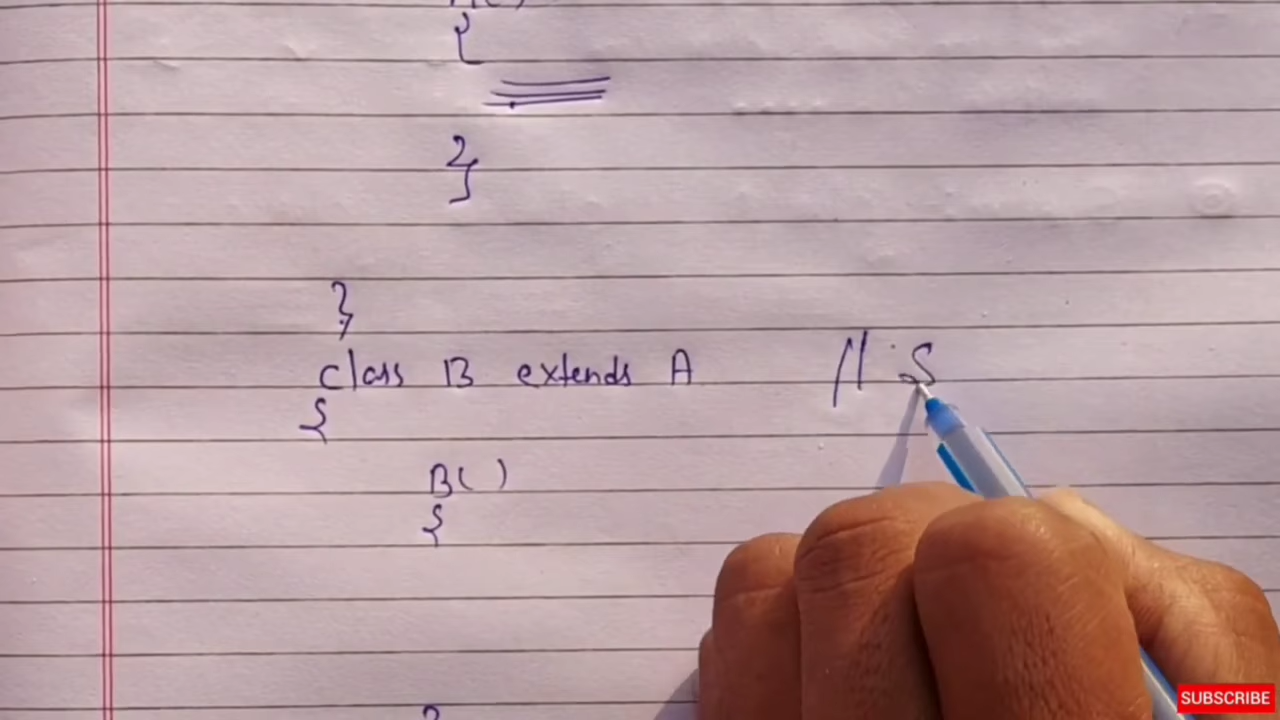 {
}
}
class B extends A // S
{
B( )
{
SUBSCRIBE